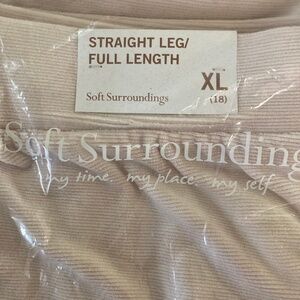 STRAIGHT LEG/
FULL LENGTH
XL
Soft Surroundings
(18)
Soft Surrounding
my time. my place. my self